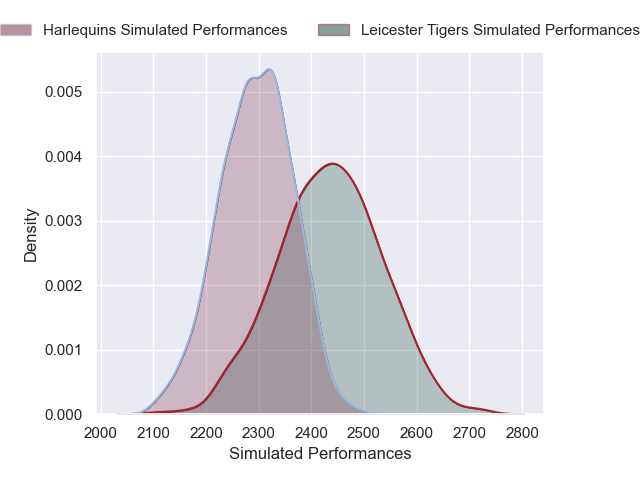 Harlequins Simulated Performances Leicester Tigers Simulated Performances
0.005
0.004
0.003
0.002
0.001
0.000
Density
2000 2100 2200 2300 2400 2500 2600 2700 2800
Simulated Performances